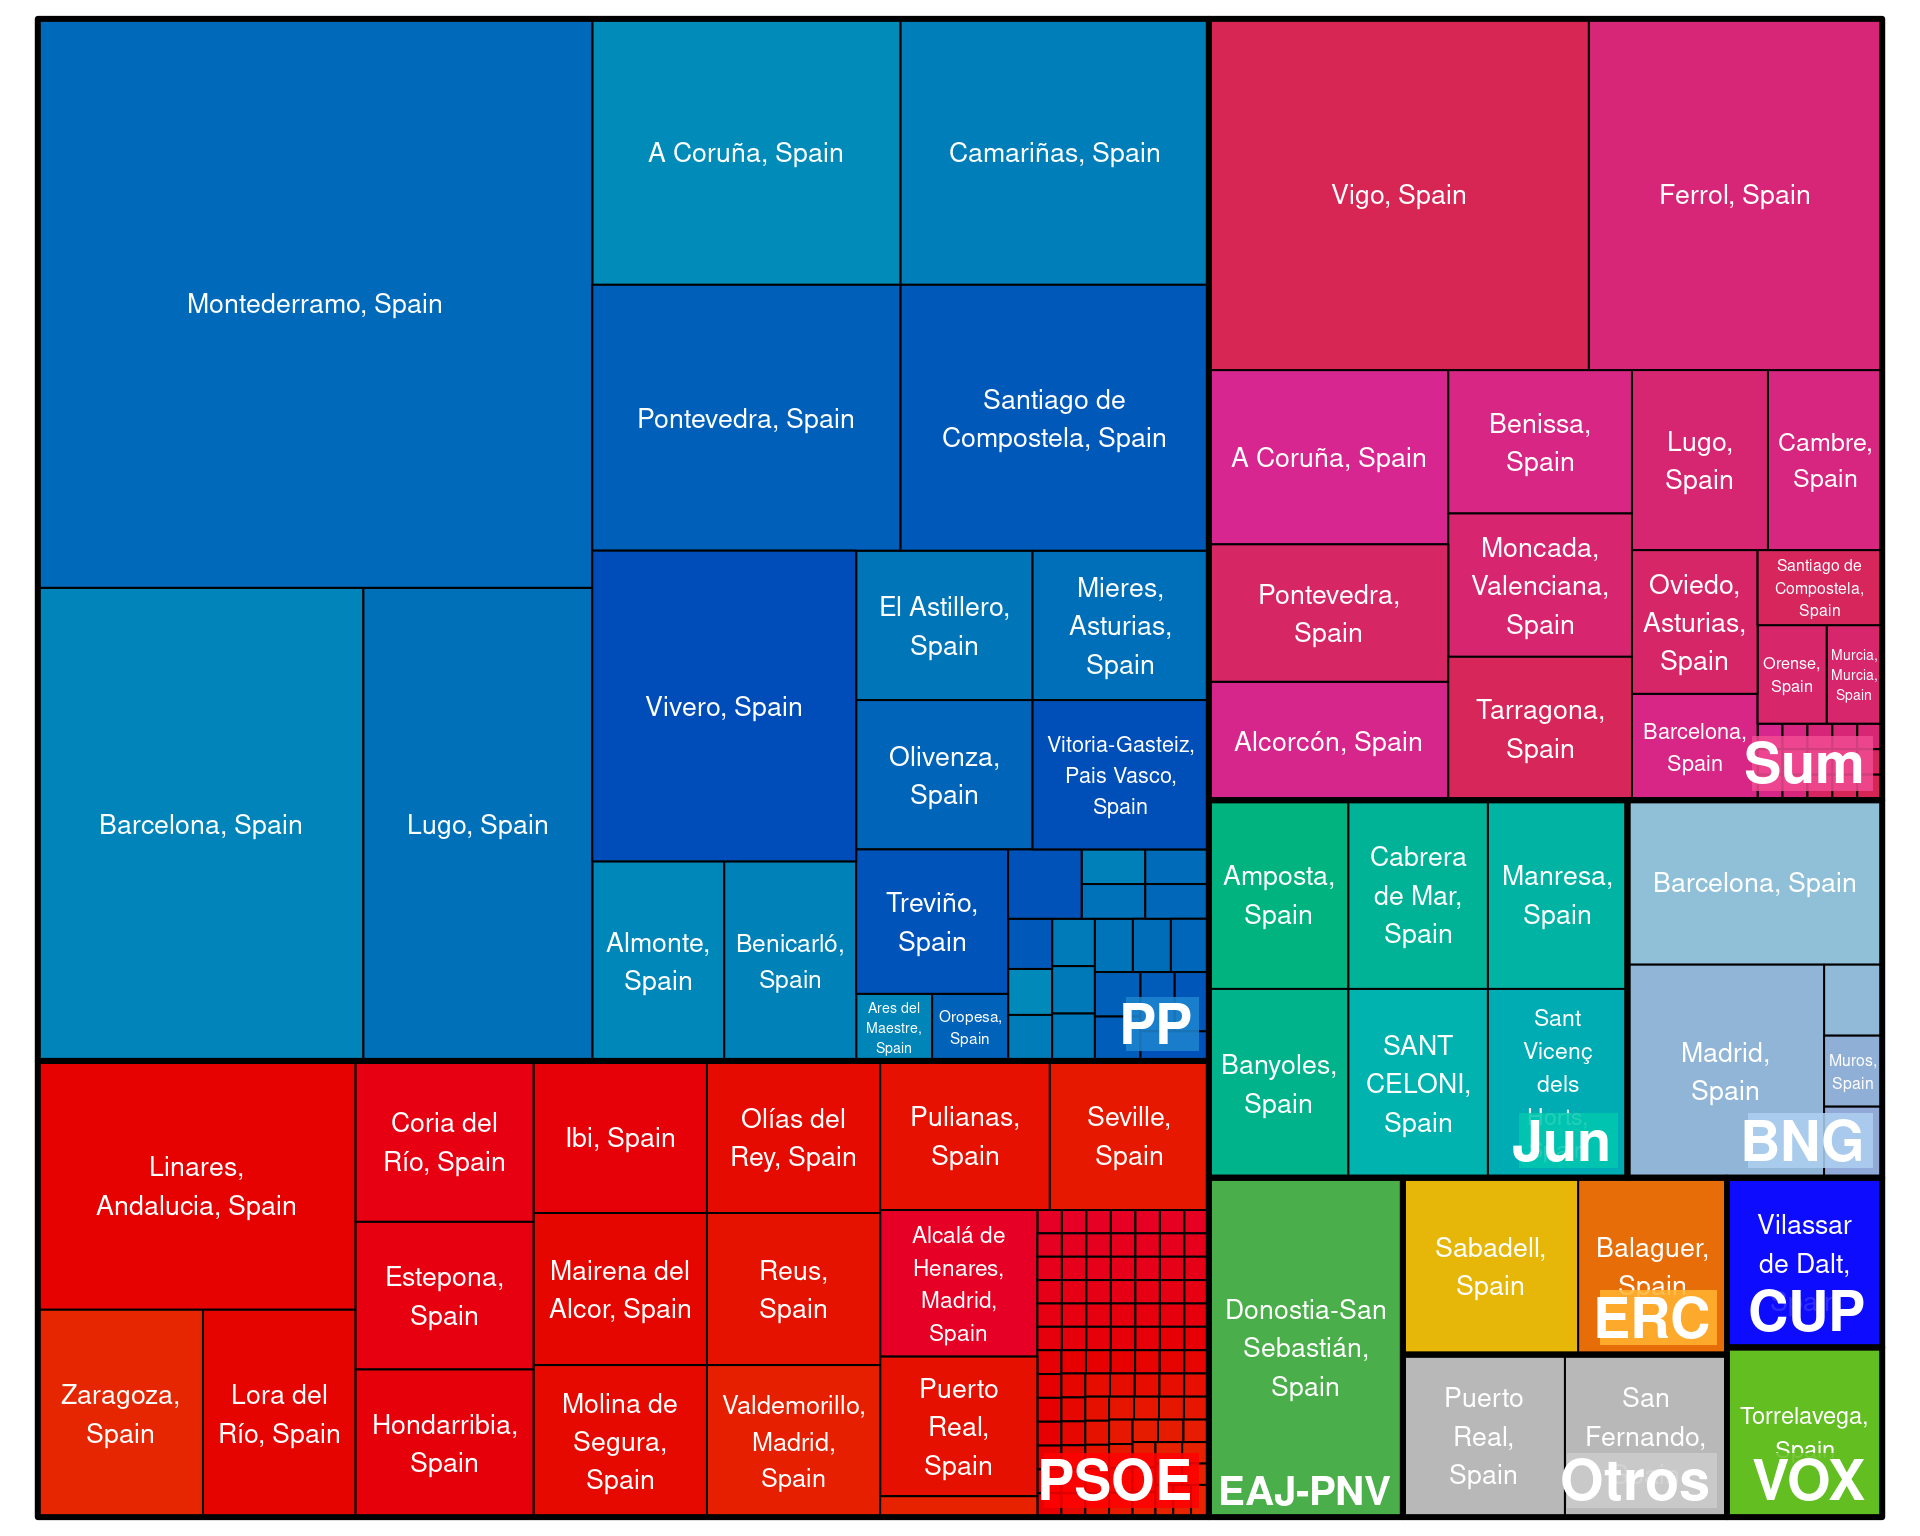 Montederramo, Spain
A Coruña, Spain
Camariñas, Spain
Pontevedra, Spain
Santiago de
Compostela, Spain
Barcelona, Spain
Lugo, Spain
Vivero, Spain
El Astillero,
Spain
Mieres,
Asturias,
Spain
Olivenza,
Spain
Vitoria-Gasteiz,
Pais Vasco,
Spain
Almonte,
Spain
Benicarló,
Spain
Treviño,
Spain
Ares del
Maestre,
Spain
Oropesa,
Spain
PP
Vigo, Spain
Ferrol, Spain
A Coruña, Spain
Pontevedra,
Spain
Alcorcón, Spain
Benissa,
Spain
Moncada,
Valenciana,
Spain
Tarragona,
Spain
Lugo,
Spain
Cambre,
Spain
Oviedo,
Asturias,
Spain
Santiago de
Compostela,
Spain
Orense,
Spain
Murcia,
Murcia,
Spain
Barcelona,
Spain
Sum
Amposta,
Spain
Cabrera
de Mar,
Spain
Manresa,
Spain
Banyoles,
Spain
SANT
CELONI,
Spain
Sant
Vicenç
dels
Horts,
Jun
Barcelona, Spain
Madrid,
Spain
Muros,
Spain
BNG
Linares,
Andalucia, Spain
Zaragoza,
Spain
Lora del
Río, Spain
Coria del
Río, Spain
Estepona,
Spain
Hondarribia,
Spain
Ibi, Spain
Mairena del
Alcor, Spain
Molina de
Segura,
Spain
Olías del
Rey, Spain
Reus,
Spain
Valdemorillo,
Madrid,
Spain
Pulianas,
Spain
Seville,
Spain
Alcalá de
Henares,
Madrid,
Spain
Puerto
Real,
Spain
PSOE
Donostia-San
Sebastián,
Spain
EAJ-PNV
Sabadell,
Spain
Balaguer,
Spain
ERC
Vilassar
de Dalt,
Spain
CUP
Puerto
Real,
Spain
San
Fernando,
Otros
Torrelavega,
Spain
VOX